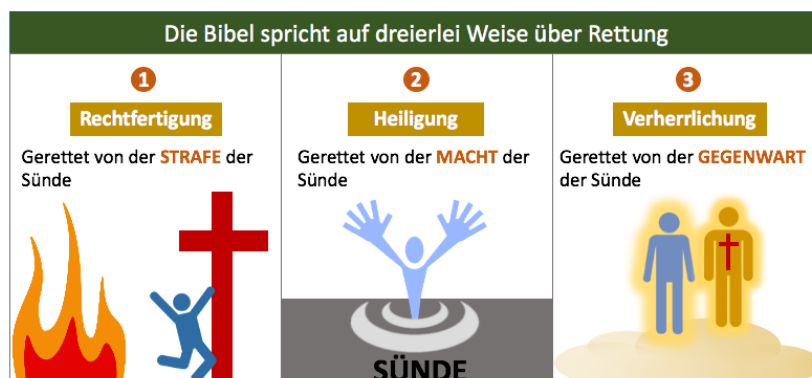 Die Bibel spricht auf dreierlei Weise über Rettung
1
Rechtfertigung
Gerettet von der STRAFE der
Sünde
2
Heiligung
Gerettet von der MACHT der
Sünde
SÜNDE
3
Verherrlichung
Gerettet von der GEGENWART
der Sünde